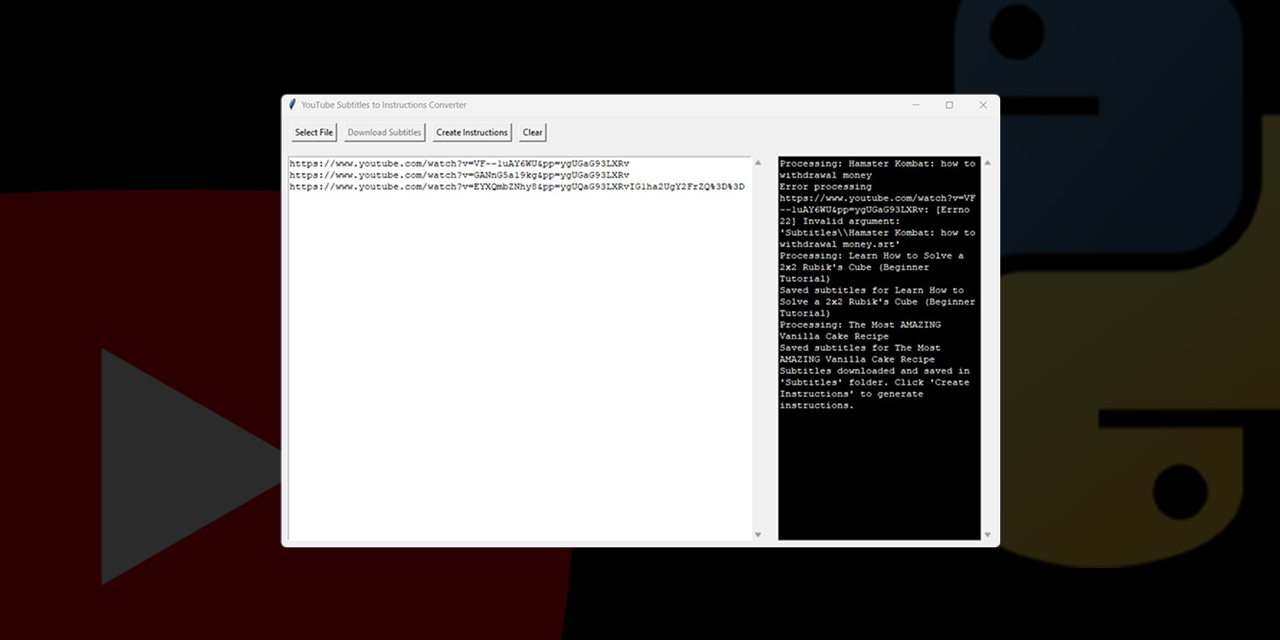 YouTube Subtitles to Instructions Converter
Select File
Download Subtitles
Create Instructions
Clear
https://www.youtube.com/watch?v=VF--1uAY6WU&pp=ygUGaG93LXRv
https://www.youtube.com/watch?v=GANnG5a19kg&pp=ygUGaG93LXRv
https://www.youtube.com/watch?v=EYXQmbZNhy8&pp=ygUQaG93LXRvIG1ha2UgY2FrZQ%3D%3D
Processing: Hamster Kombat: how to
withdrawal money
Error processing
https://www.youtube.com/watch?v=VF
--1uAY6WU&pp=ygUGaG93LXRv: [Errno
22] Invalid argument:
'Subtitles\\Hamster Kombat: how to
withdrawal money.srt'
Processing: Learn How to Solve a
2x2 Rubik's Cube (Beginner
Tutorial)
Saved subtitles for Learn How to
Solve a 2x2 Rubik's Cube (Beginner
Tutorial)
Processing: The Most AMAZING
Vanilla Cake Recipe
Saved subtitles for The Most
AMAZING Vanilla Cake Recipe
Subtitles downloaded and saved in
'Subtitles' folder. Click 'Create
Instructions' to generate
instructions.